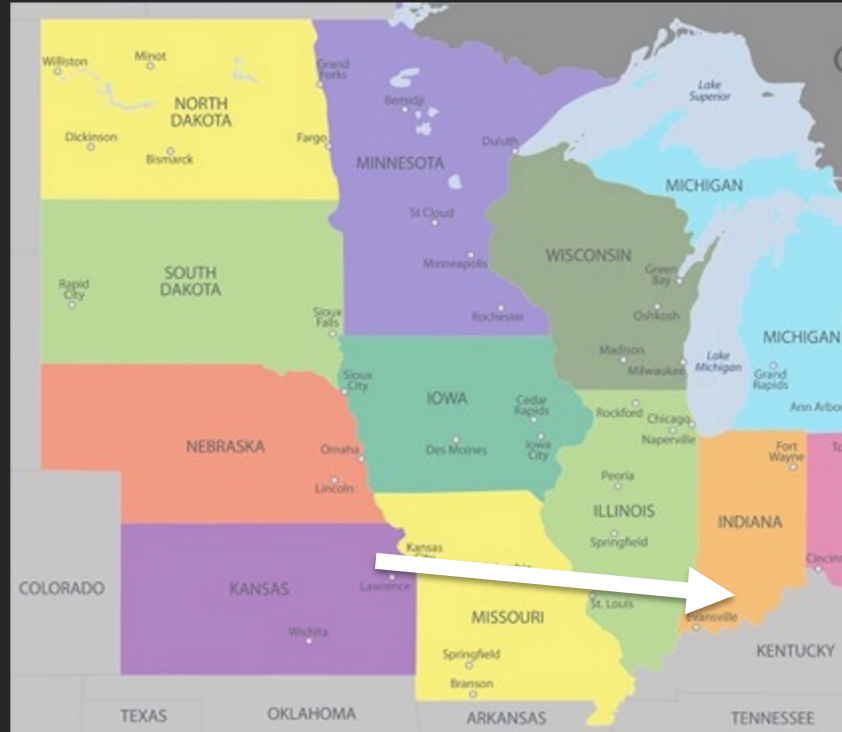 Williston
Minot
NORTH
DAKOTA
Dickinson
Bismarck
Fargo
Grand
Forks
Bemidji
Duluth
MINNESOTA
St Cloud
Minneapolis
Rochester
Lake
Superior
MICHIGAN
WISCONSIN
Green
Bay
Oshkosh
Madison
Milwaukee
Lake
Michigan
MICHIGAN
Grand
Rapids
Ann Arbo
SOUTH
DAKOTA
Rapid
City
Sioux
Falls
Sioux
City
IOWA
Cedar
Rapids
Des Moines
Iowa
City
NEBRASKA
Omaha
Lincoln
Rockford
Chicago
Naperville
Peoria
ILLINOIS
Springfield
Fort
Wayne
INDIANA
To
Cincinn
COLORADO
KANSAS
Kansas
Lawrence
Wichita
MISSOURI
St. Louis
Springfield
Branson
Evansville
KENTUCKY
TEXAS
OKLAHOMA
ARKANSAS
TENNESSEE